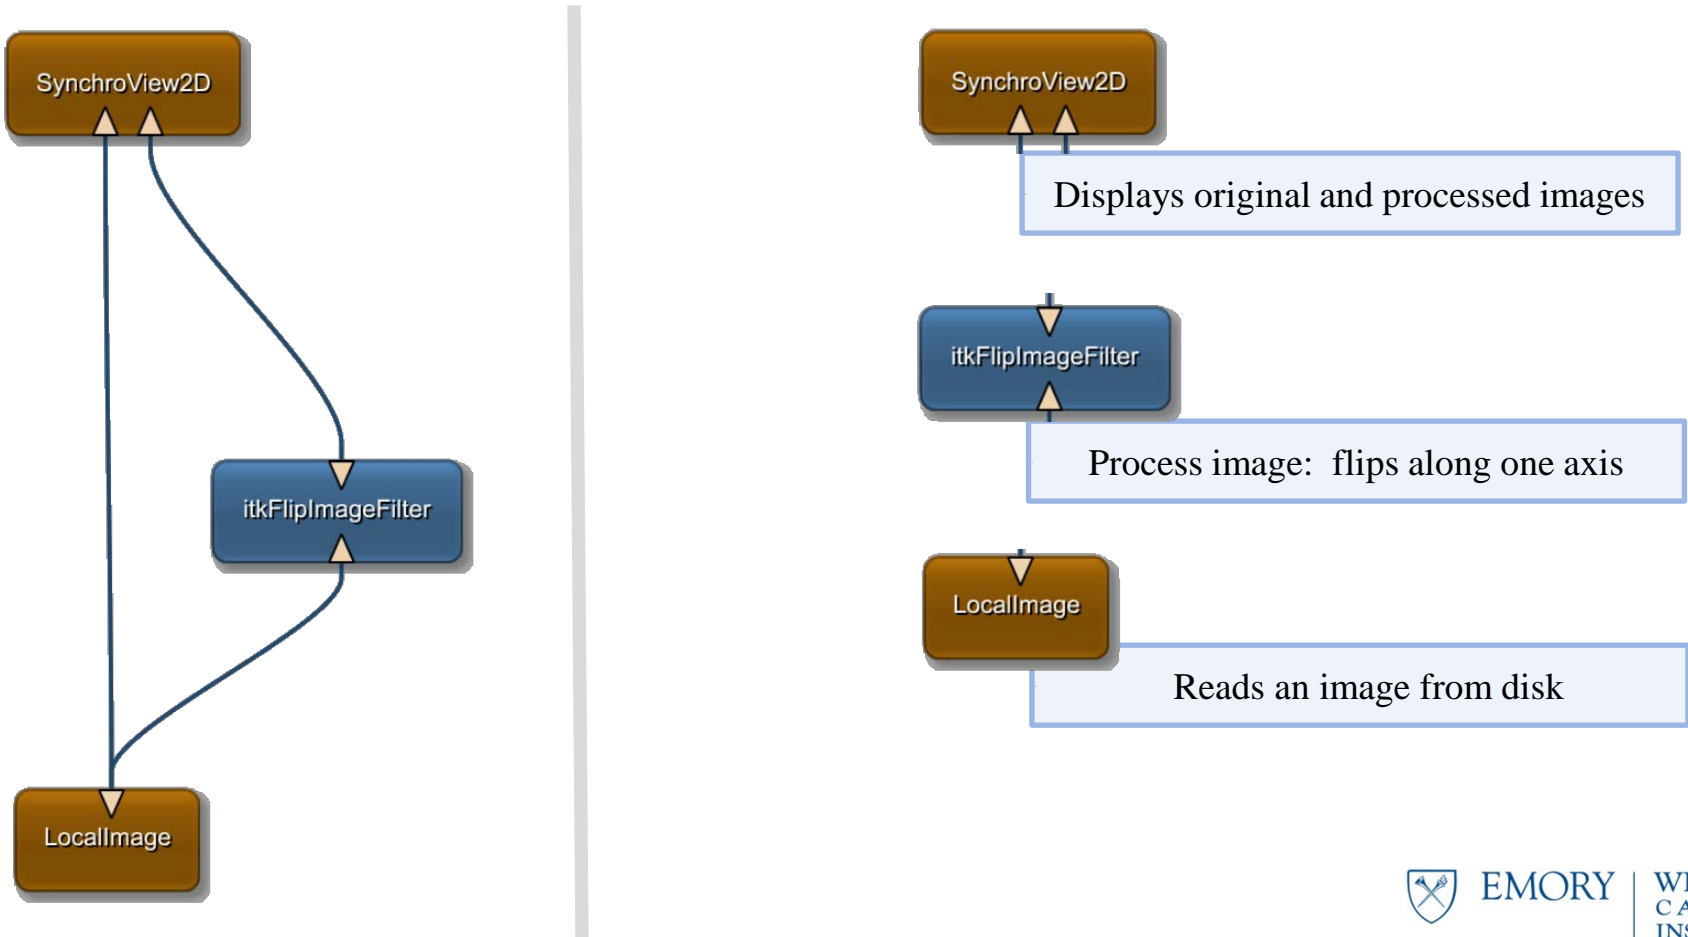 SynchroView2D
itkFlipImageFilter
LocalImage
SynchroView2D
Displays original and processed images
itkFlipImageFilter
Process image: flips along one axis
LocalImage
Reads an image from disk
EMORY